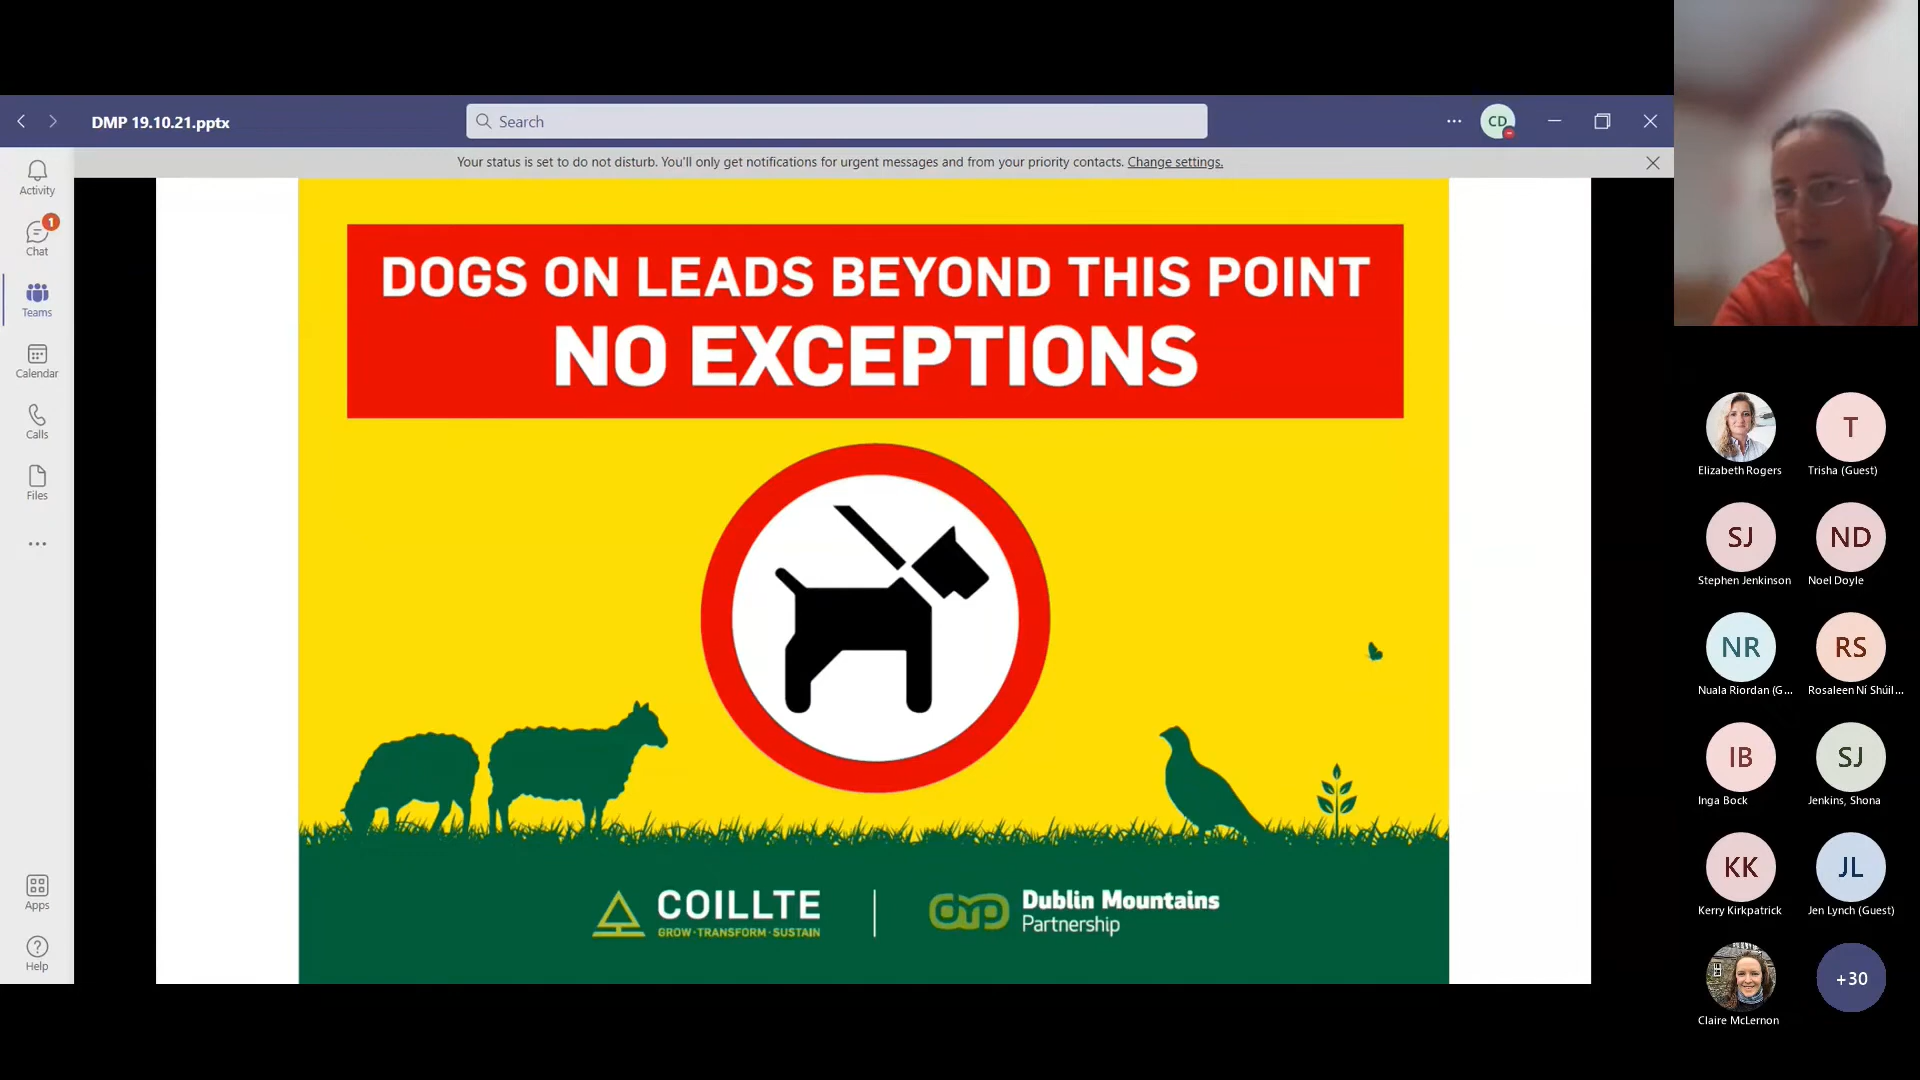 DMP 19.10.21.pptx
Search
CD
Your status is set to do not disturb. You'll only get notifications for urgent messages and from your priority contacts. Change settings.
Activity
1
Chat
Teams
Calendar
Calls
Files
Apps
Help
DOGS ON LEADS BEYOND THIS POINT
NO EXCEPTIONS
COILLTE
GROW·TRANSFORM·SUSTAIN
Dublin Mountains
Partnership
Elizabeth Rogers
T
Trisha (Guest)
SJ
Stephen Jenkinson
ND
Noel Doyle
NR
Nuala Riordan (G...
RS
Rosaleen Ní Shúil...
IB
Inga Bock
SJ
Jenkins, Shona
KK
Kerry Kirkpatrick
JL
Jen Lynch (Guest)
Claire McLernon
+30